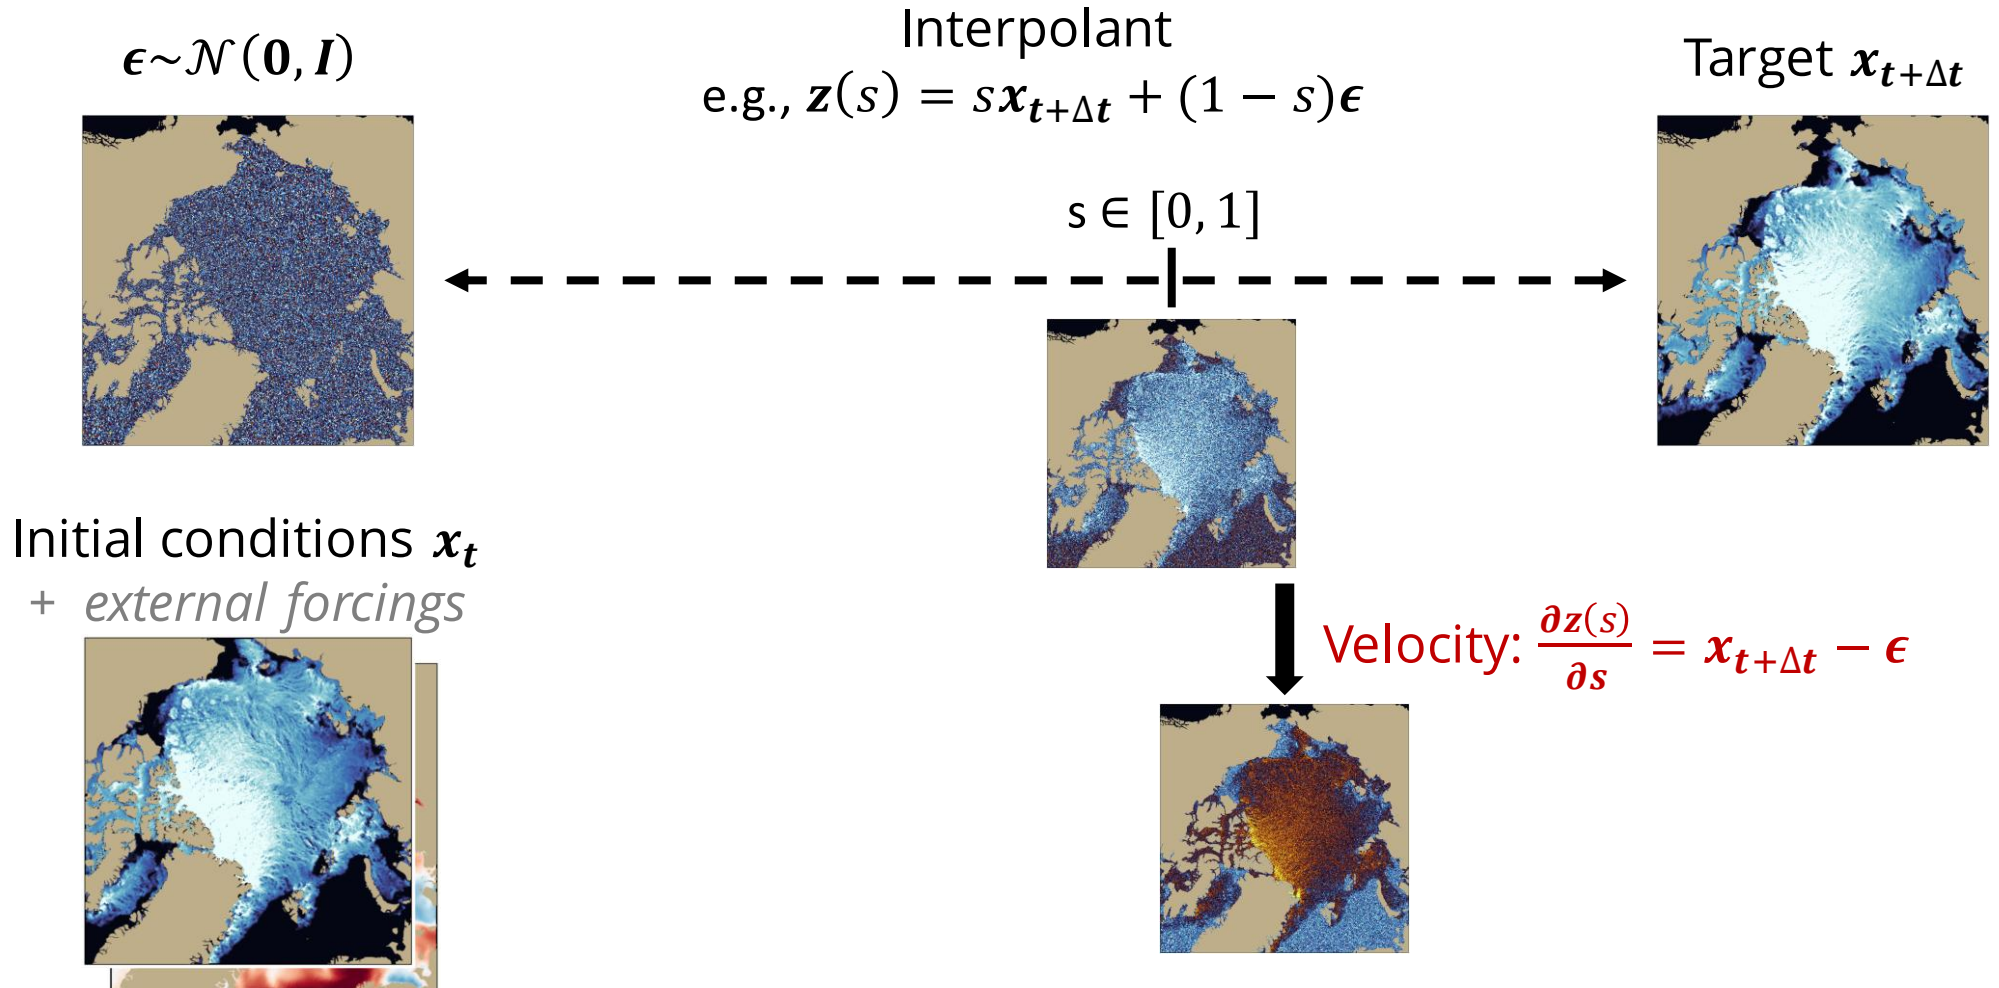 ϵ~𝒩(0, I)
Interpolant
e.g., z(s) = sx_{t+Δt} + (1 − s)ϵ
Target x_{t+Δt}
s ∈ [0, 1]
Initial conditions x_t
+ external forcings
Velocity: ∂z(s)/∂s = x_{t+Δt} − ϵ